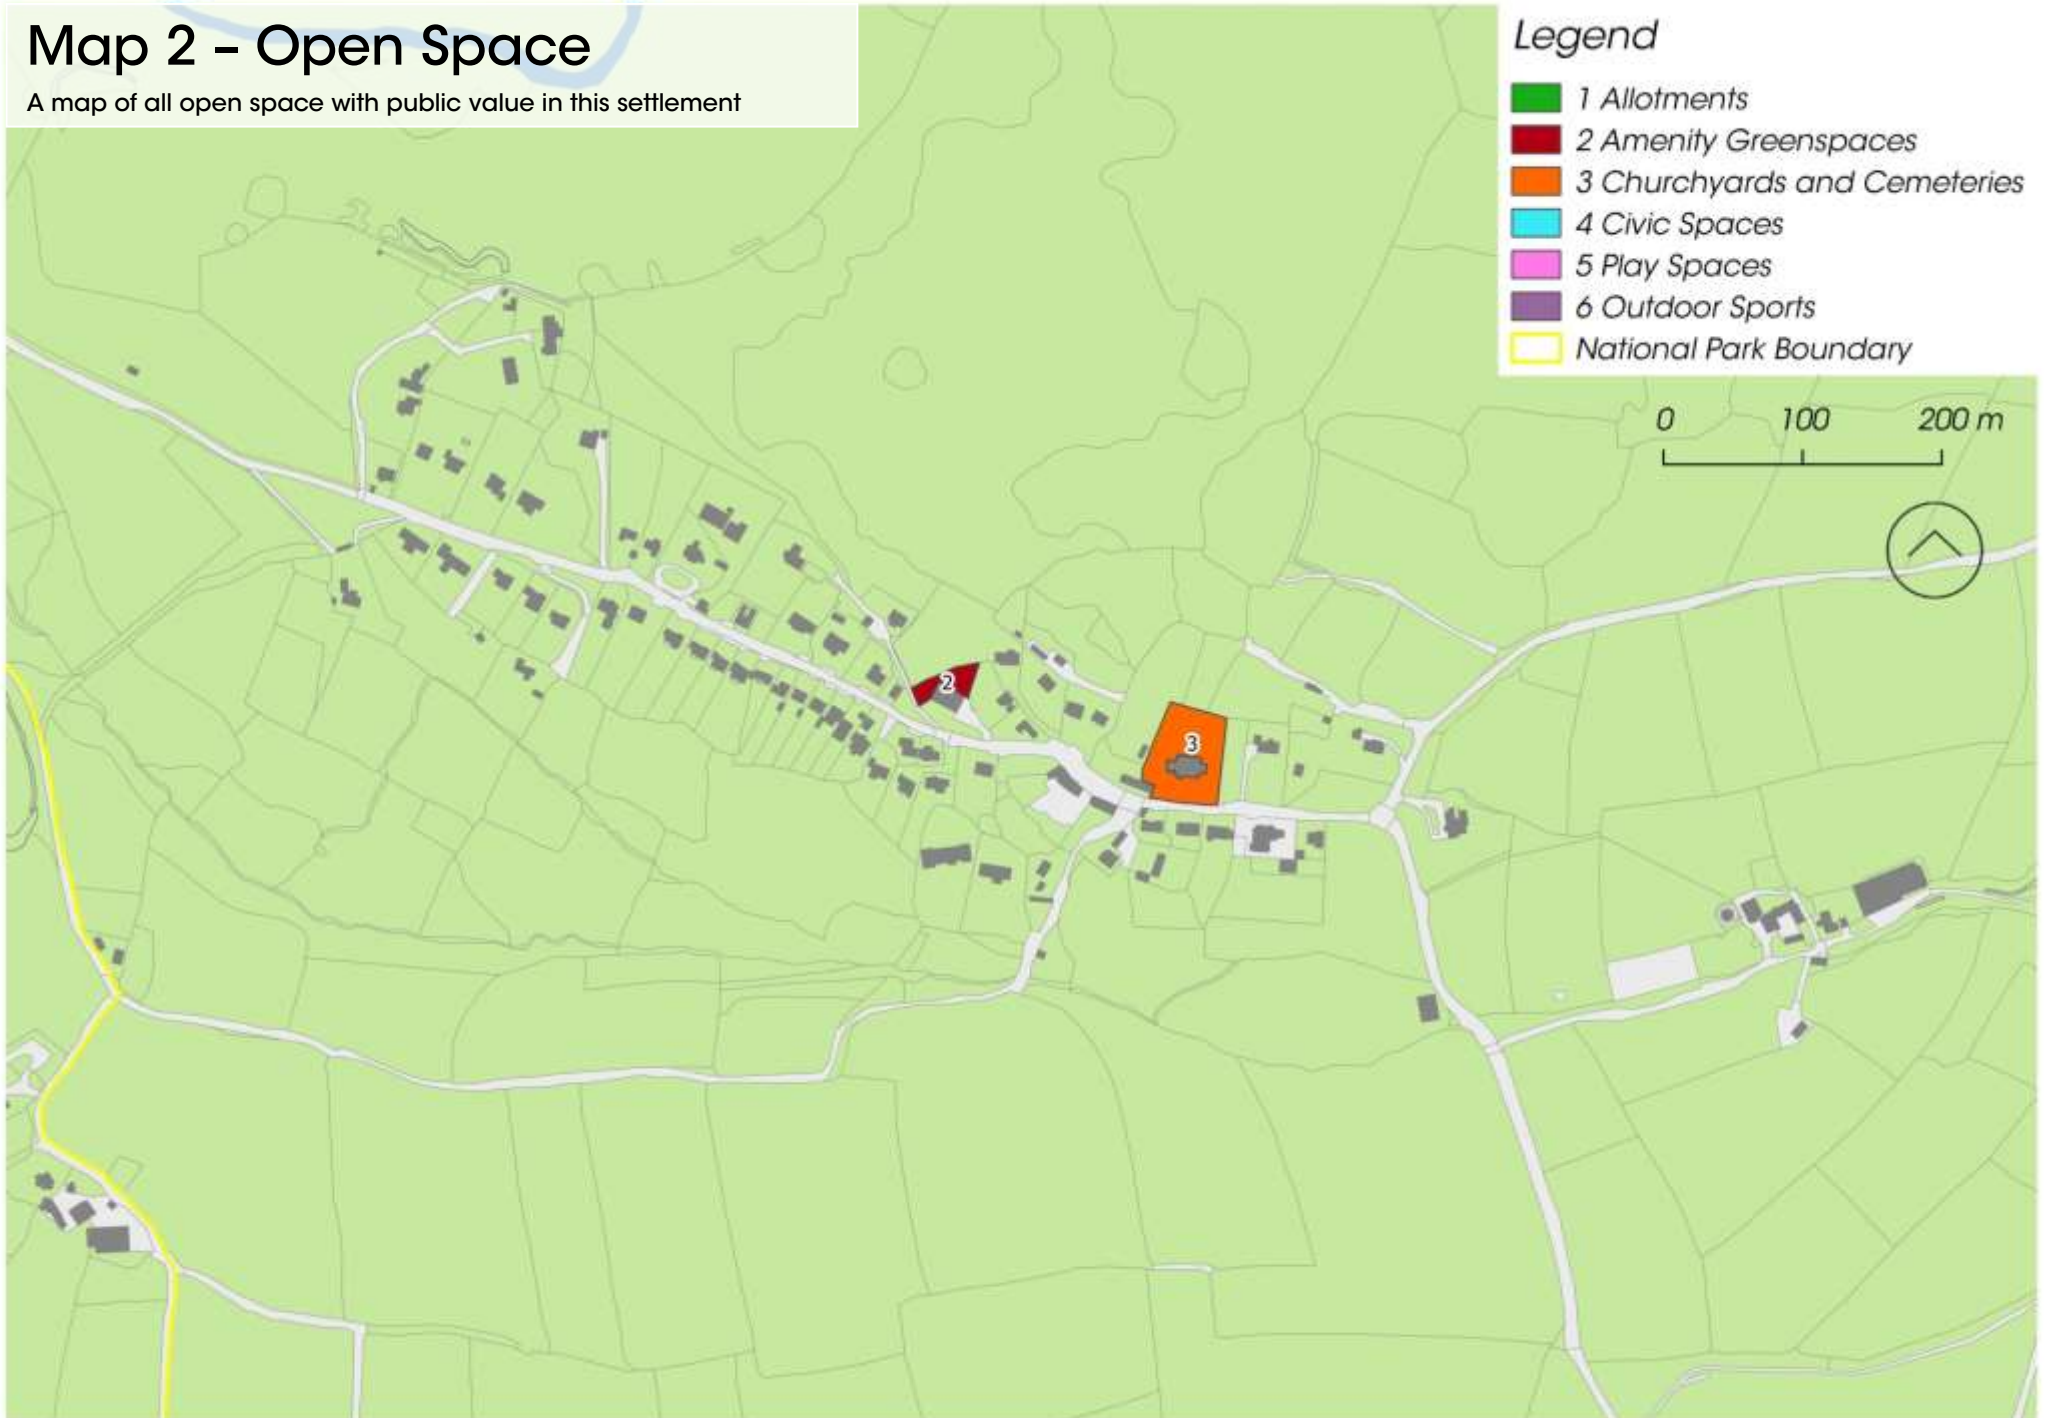 Map 2 – Open Space
A map of all open space with public value in this settlement
Legend
1 Allotments
2 Amenity Greenspaces
3 Churchyards and Cemeteries
4 Civic Spaces
5 Play Spaces
6 Outdoor Sports
National Park Boundary
0 100 200 m
2
3